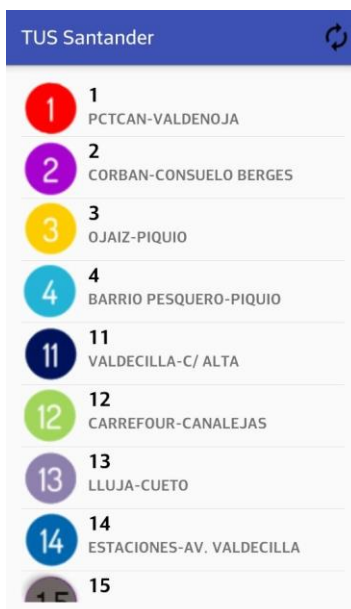 TUS Santander
1
1
PCTCAN-VALDENOJA
2
2
CORBAN-CONSUELO BERGES
3
3
OJAIZ-PIQUIO
4
4
BARRIO PESQUERO-PIQUIO
11
11
VALDECILLA-C/ ALTA
12
12
CARREFOUR-CANALEJAS
13
13
LLUJA-CUETO
14
14
ESTACIONES-AV. VALDECILLA
15
15